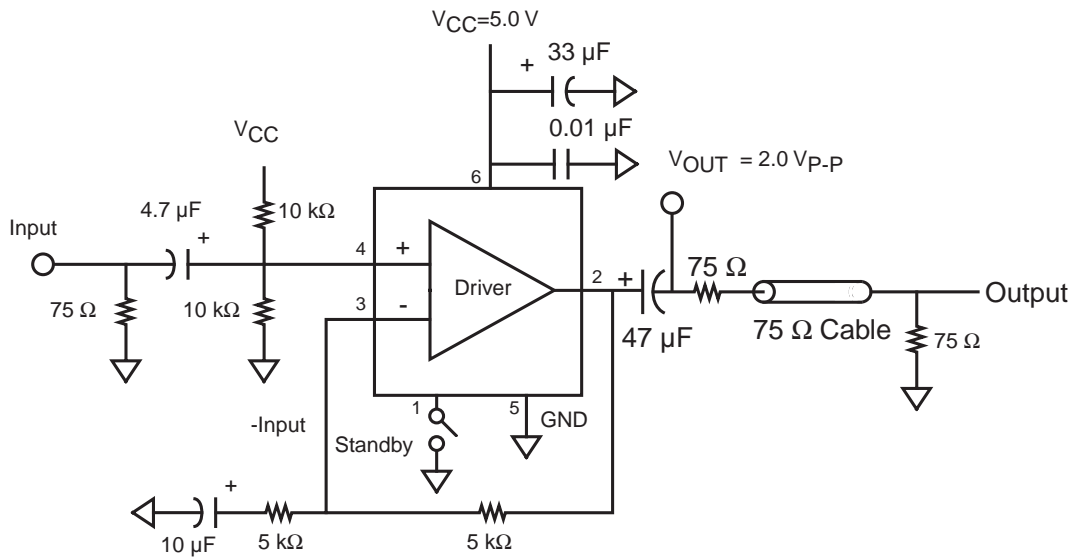 VCC=5.0 V
+ 33 µF
0.01 µF
VCC
VOUT = 2.0 VP-P
6
4.7 µF
+
10 kΩ
Input
4
+
2
+
75 Ω
Driver
Output
3
-
75 Ω
10 kΩ
47 µF
75 Ω Cable
75 Ω
1
5
GND
-Input
Standby
+
10 µF
5 kΩ
5 kΩ